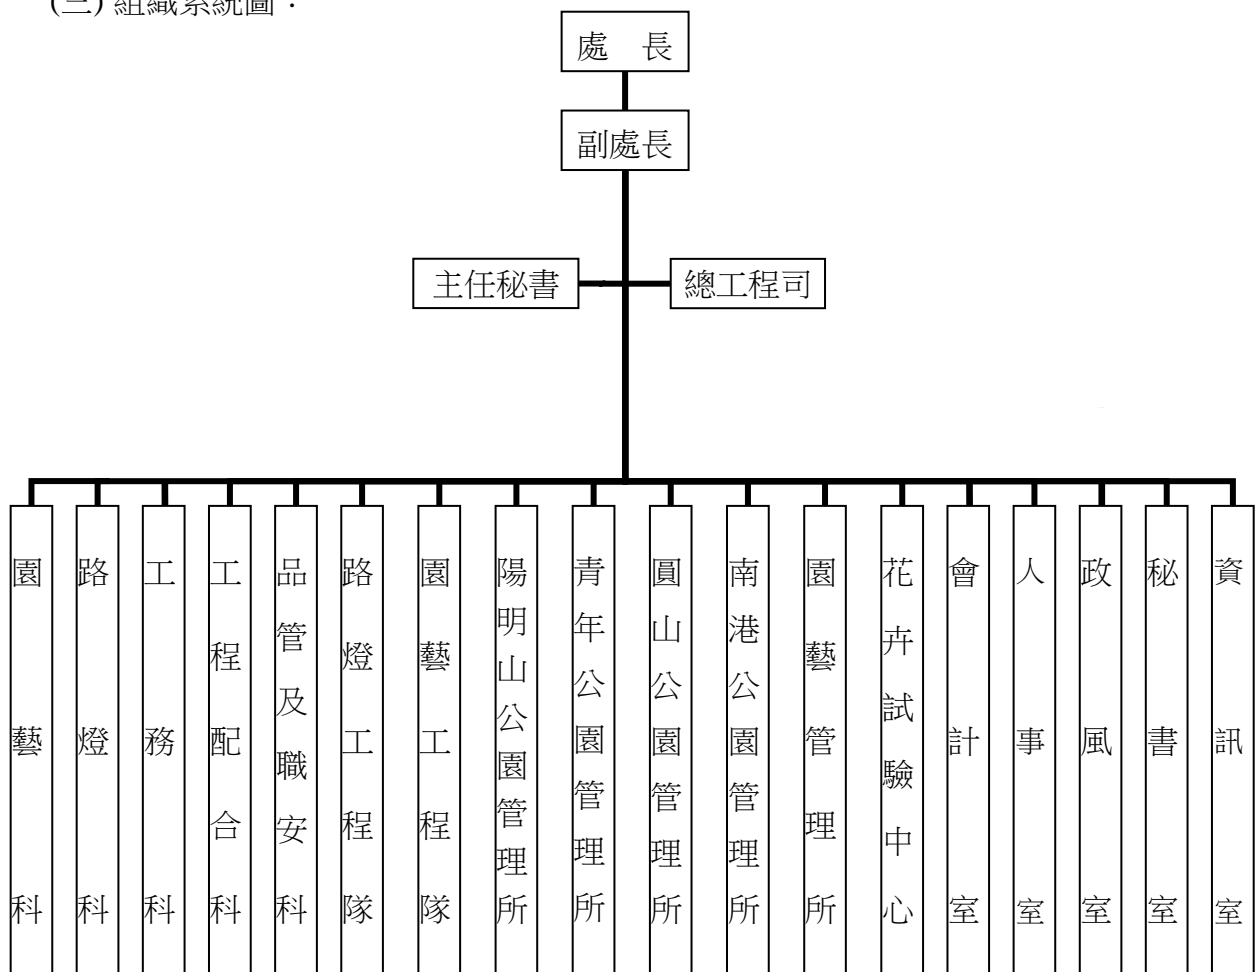 (三) 組織系統圖：
處　長
副處長
主任秘書
總工程司
園藝科
路燈科
工務科
工程配合科
品管及職安科
路燈工程隊
園藝工程隊
陽明山公園管理所
青年公園管理所
圓山公園管理所
南港公園管理所
園藝管理所
花卉試驗中心
會計室
人事室
政風室
秘書室
資訊室